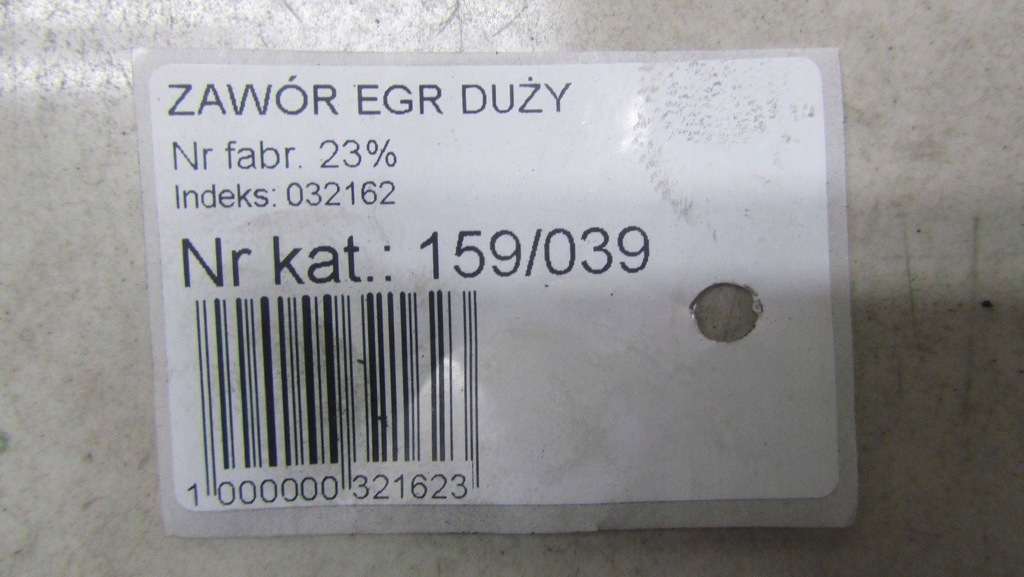 ZAWÓR EGR DUŻY
Nr fabr. 23%
Indeks: 032162
Nr kat.: 159/039
1 000000 321623